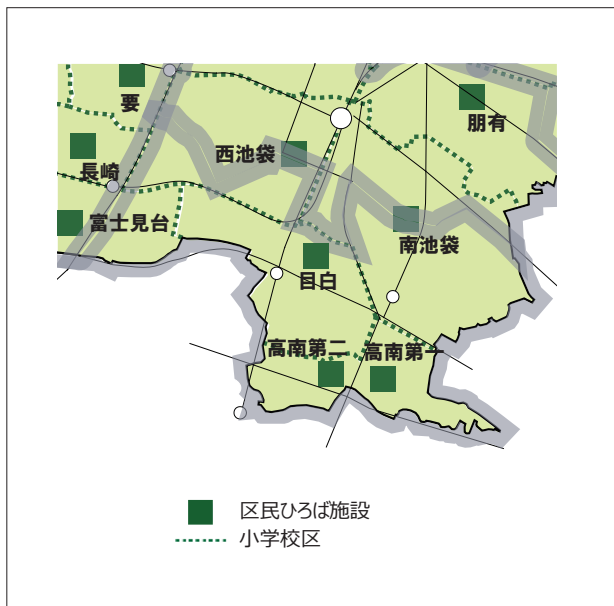 要
朋有
西池袋
長崎
富士見台
南池袋
目白
高南第二
高南第一
区民ひろば施設
小学校区